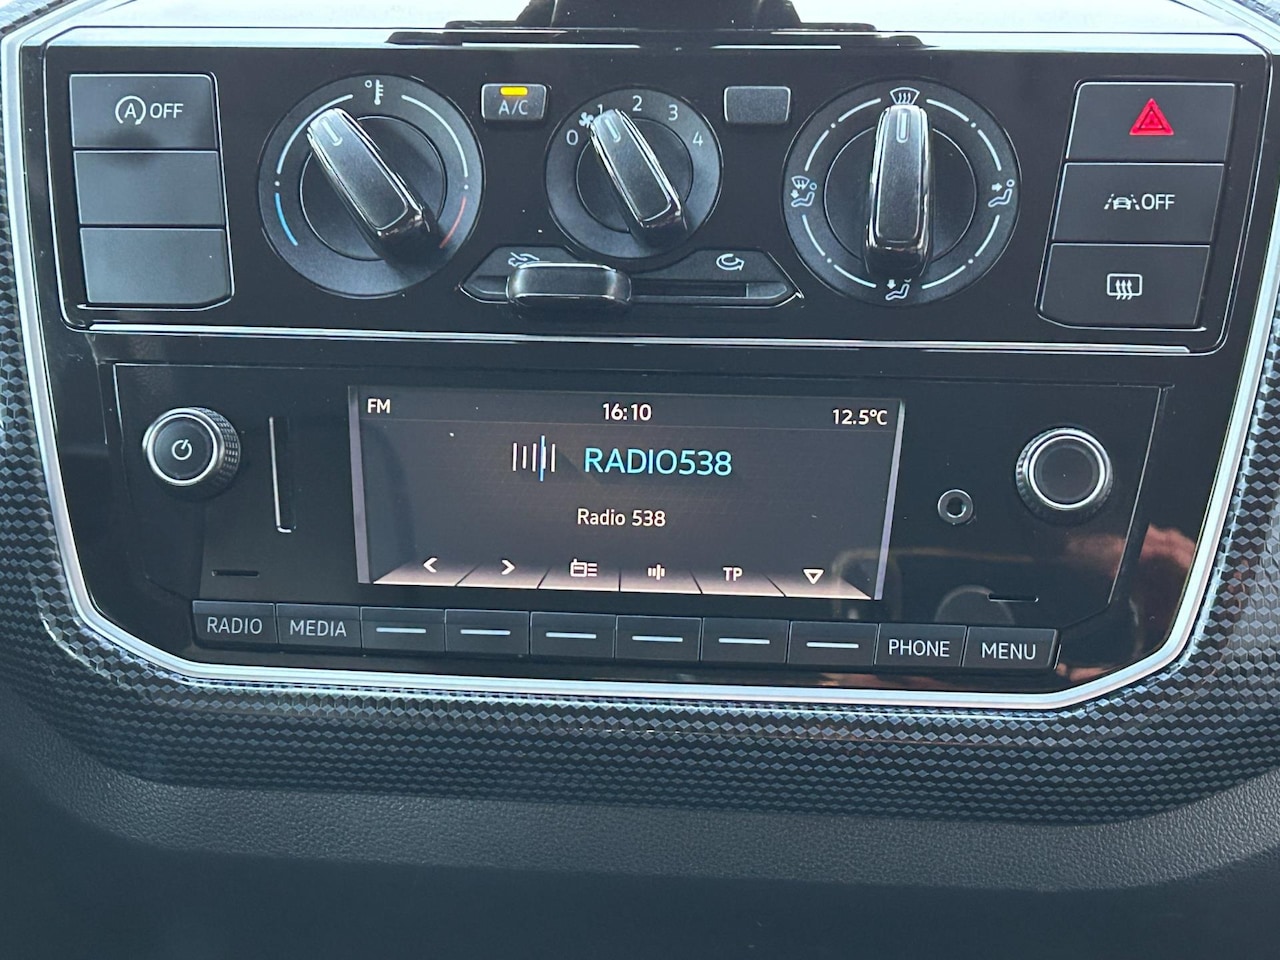 A OFF
A/C
0 1 2 3 4
OFF
FM 16:10 12.5°C
RADIO538
Radio 538
TP
RADIO MEDIA PHONE MENU